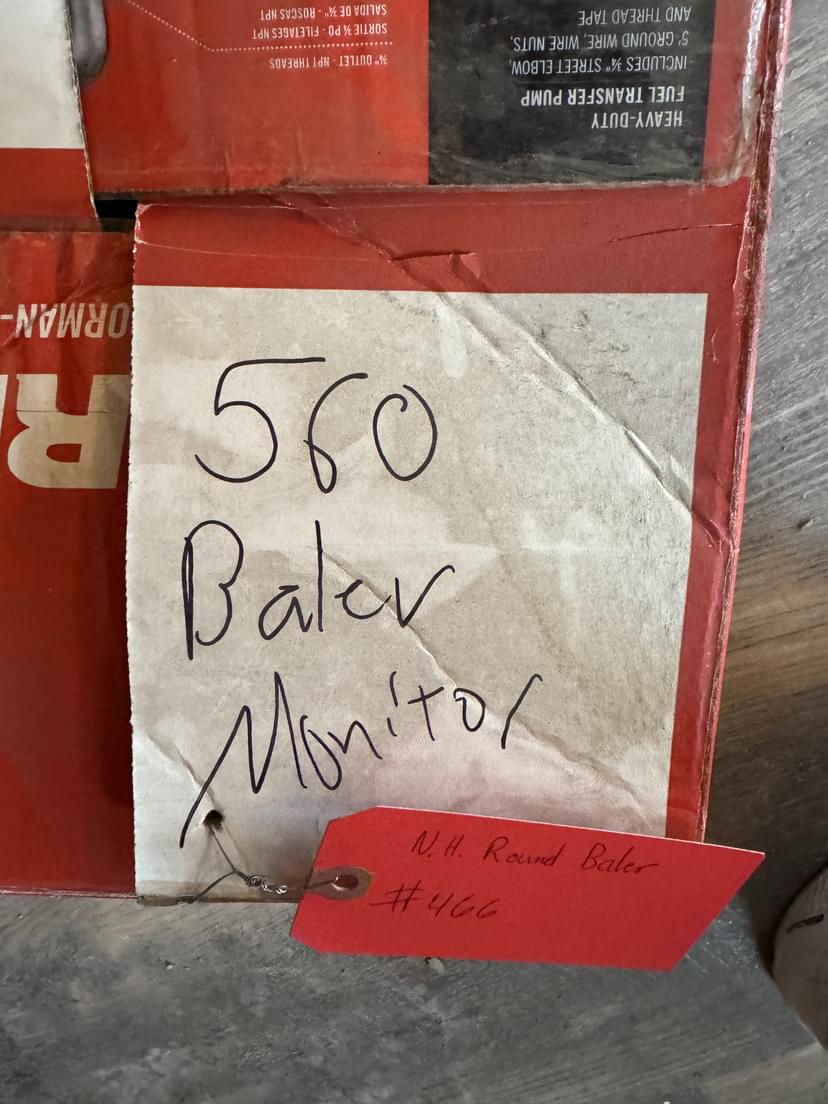 HEAVY-DUTY
FUEL TRANSFER PUMP
INCLUDES ¾" STREET ELBOW,
5' GROUND WIRE, WIRE NUTS,
AND THREAD TAPE
¾" OUTLET - NPT THREADS
SORTIE ¾ PO - FILETAGES NPT
SALIDA DE ¾" - ROSCAS NPT
ORMAN-
R
560
Baler
Monitor
N.H. Round Baler
#466